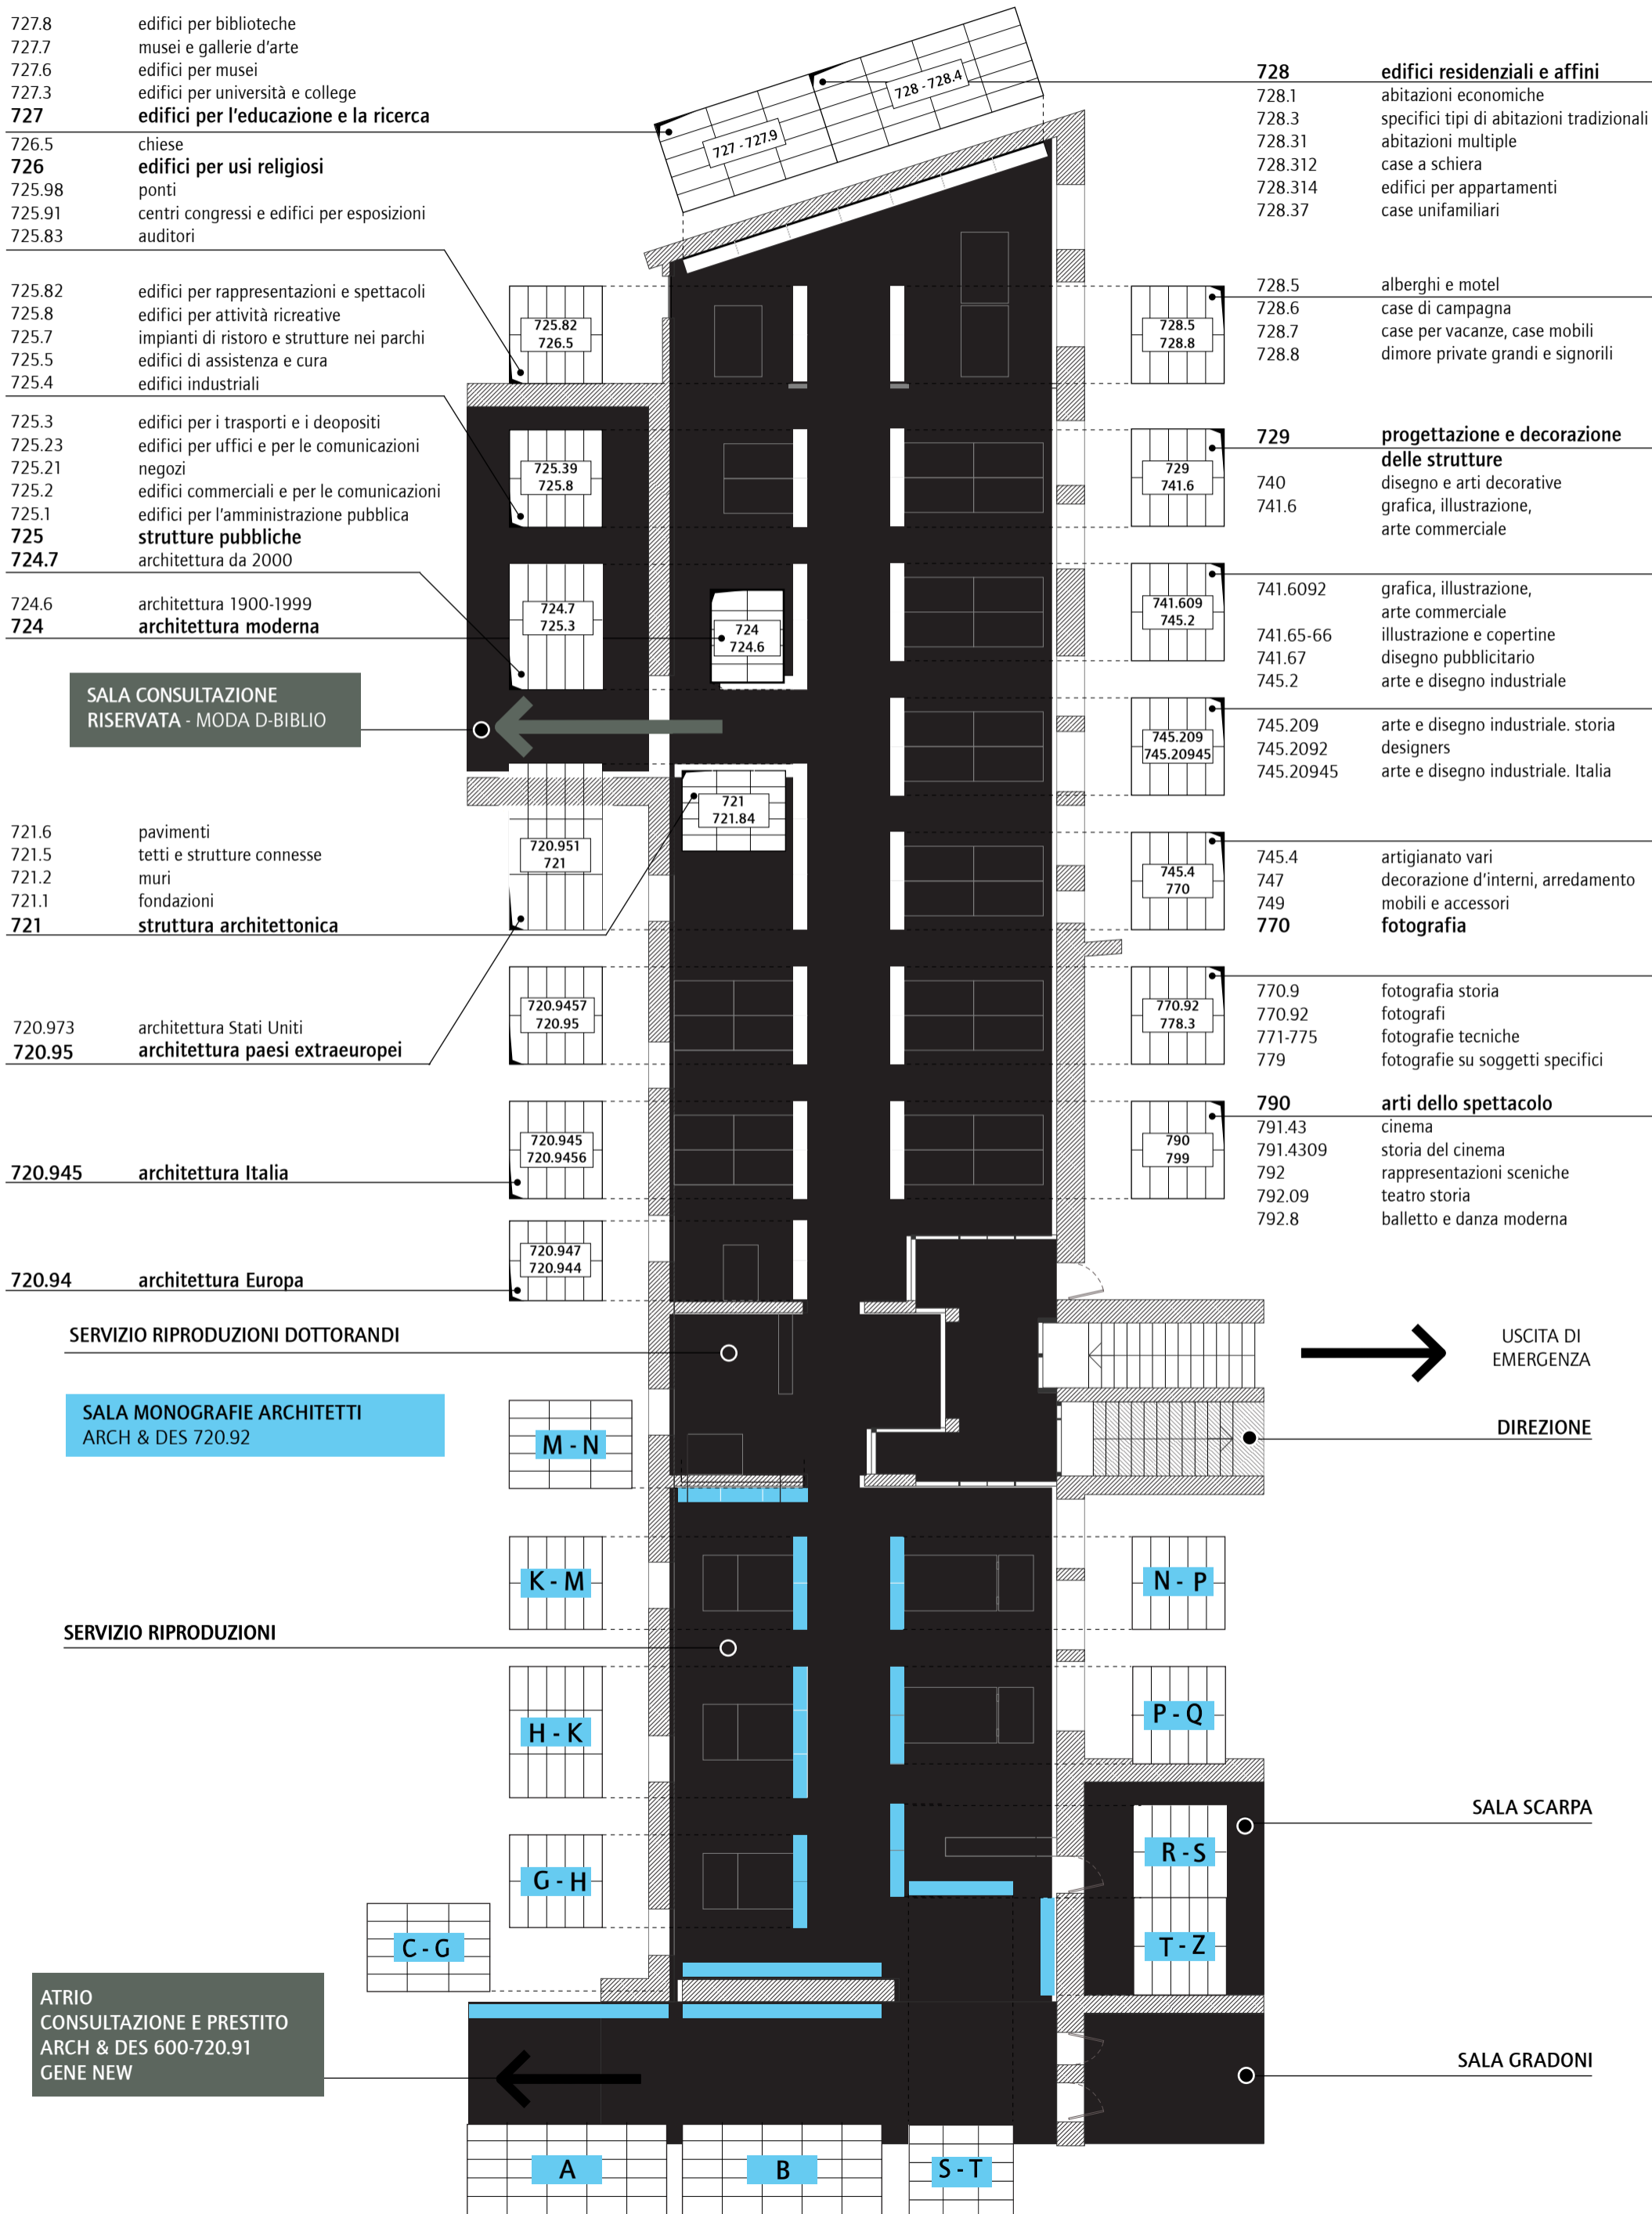 727.8 edifici per biblioteche
727.7 musei e gallerie d'arte
727.6 edifici per musei
727.3 edifici per università e college
727 edifici per l'educazione e la ricerca
726.5 chiese
726 edifici per usi religiosi
725.98 ponti
725.91 centri congressi e edifici per esposizioni
725.83 auditori
725.82 edifici per rappresentazioni e spettacoli
725.8 edifici per attività ricreative
725.7 impianti di ristoro e strutture nei parchi
725.5 edifici di assistenza e cura
725.4 edifici industriali
725.3 edifici per i trasporti e i deopositi
725.23 edifici per uffici e per le comunicazioni
725.21 negozi
725.2 edifici commerciali e per le comunicazioni
725.1 edifici per l'amministrazione pubblica
725 strutture pubbliche
724.7 architettura da 2000
724.6 architettura 1900-1999
724 architettura moderna
SALA CONSULTAZIONE
RISERVATA - MODA D-BIBLIO
721.6 pavimenti
721.5 tetti e strutture connesse
721.2 muri
721.1 fondazioni
721 struttura architettonica
720.973 architettura Stati Uniti
720.95 architettura paesi extraeuropei
720.945 architettura Italia
720.94 architettura Europa
SERVIZIO RIPRODUZIONI DOTTORANDI
SALA MONOGRAFIE ARCHITETTI
ARCH & DES 720.92
SERVIZIO RIPRODUZIONI
ATRIO
CONSULTAZIONE E PRESTITO
ARCH & DES 600-720.91
GENE NEW
727 - 727.9
728 - 728.4
725.82
726.5
725.39
725.8
724.7
725.3
724
724.6
721
721.84
720.951
721
720.9457
720.95
720.945
720.9456
720.947
720.944
M - N
K - M
H - K
G - H
C - G
A
B
S - T
728.5
728.8
729
741.6
741.609
745.2
745.209
745.20945
745.4
770
770.92
778.3
790
799
N - P
P - Q
R - S
T - Z
728 edifici residenziali e affini
728.1 abitazioni economiche
728.3 specifici tipi di abitazioni tradizionali
728.31 abitazioni multiple
728.312 case a schiera
728.314 edifici per appartamenti
728.37 case unifamiliari
728.5 alberghi e motel
728.6 case di campagna
728.7 case per vacanze, case mobili
728.8 dimore private grandi e signorili
729 progettazione e decorazione
delle strutture
740 disegno e arti decorative
741.6 grafica, illustrazione,
arte commerciale
741.6092 grafica, illustrazione,
arte commerciale
741.65-66 illustrazione e copertine
741.67 disegno pubblicitario
745.2 arte e disegno industriale
745.209 arte e disegno industriale. storia
745.2092 designers
745.20945 arte e disegno industriale. Italia
745.4 artigianato vari
747 decorazione d'interni, arredamento
749 mobili e accessori
770 fotografia
770.9 fotografia storia
770.92 fotografi
771-775 fotografie tecniche
779 fotografie su soggetti specifici
790 arti dello spettacolo
791.43 cinema
791.4309 storia del cinema
792 rappresentazioni sceniche
792.09 teatro storia
792.8 balletto e danza moderna
USCITA DI
EMERGENZA
DIREZIONE
SALA SCARPA
SALA GRADONI